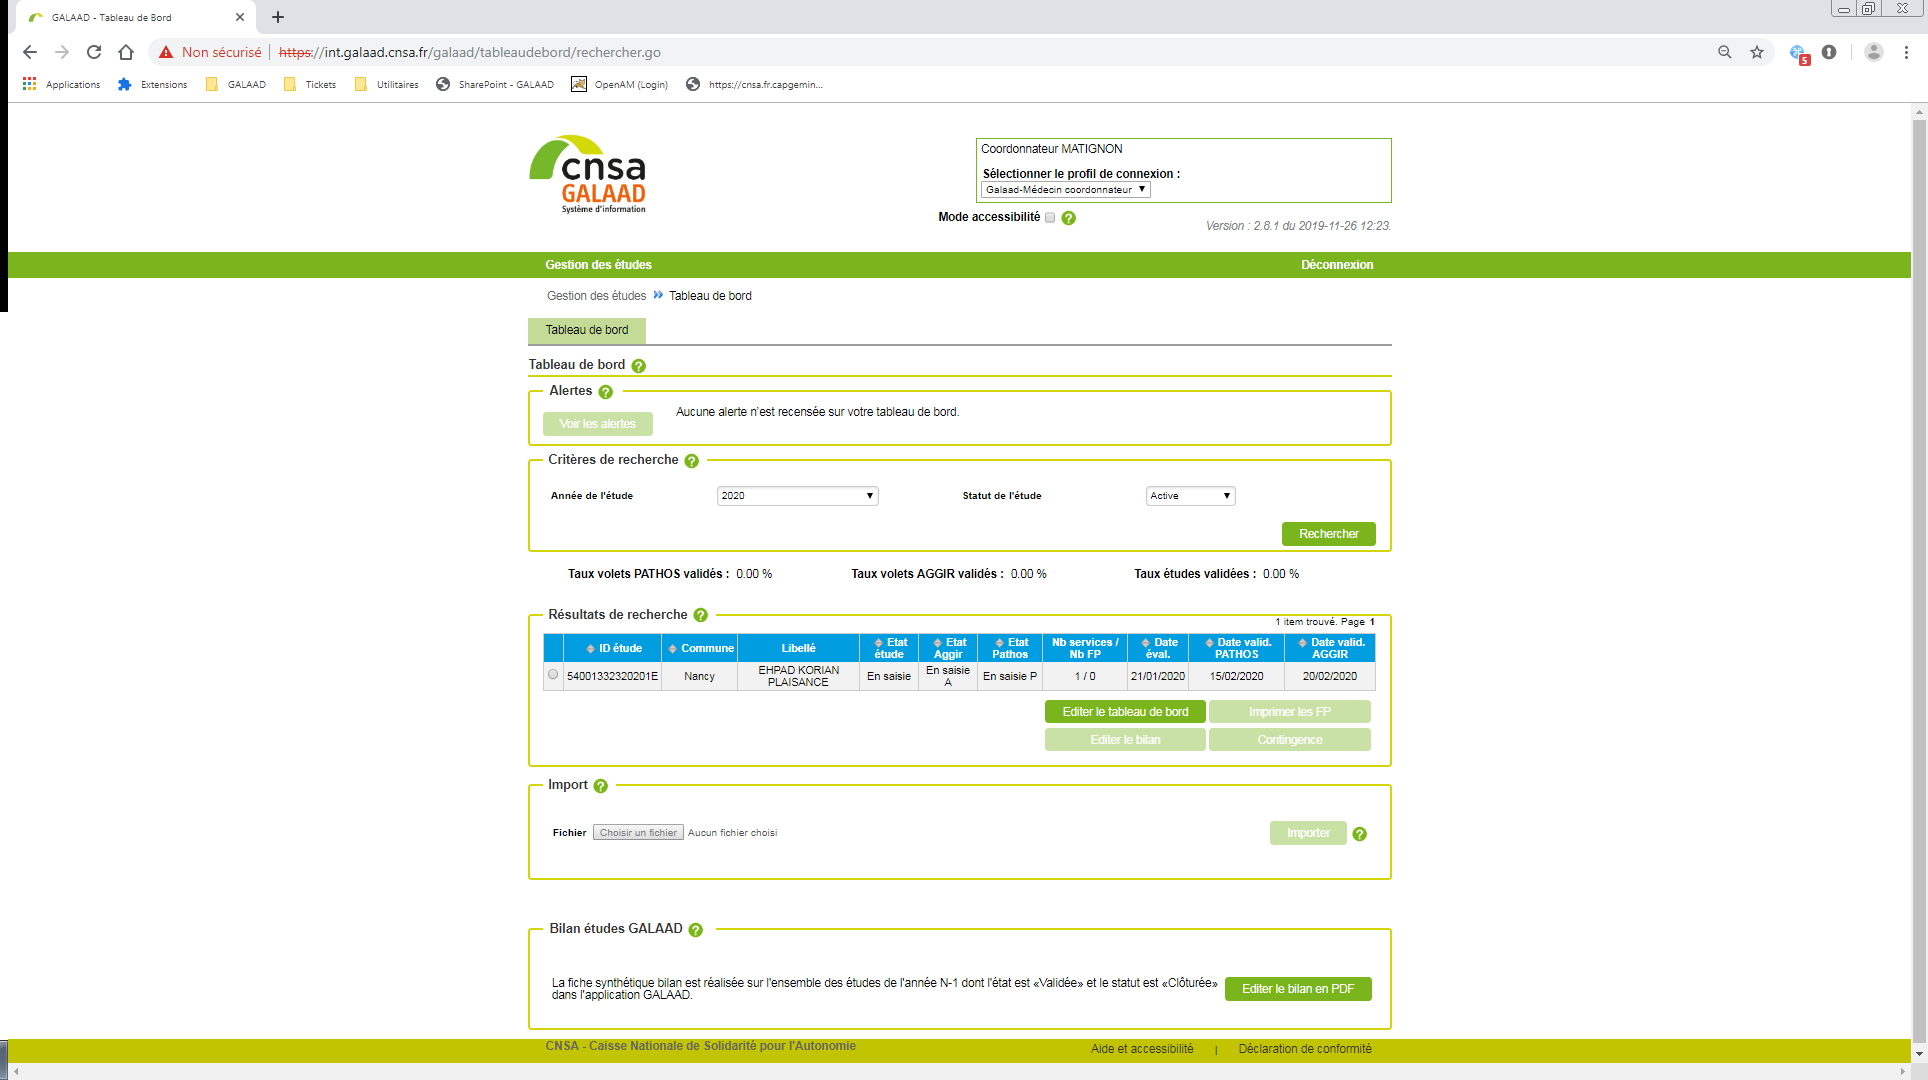 GALAAD - Tableau de Bord
Non sécurisé
https://int.galaad.cnsa.fr/galaad/tableaudebord/rechercher.go
5
Applications
Extensions
GALAAD
Tickets
Utilitaires
SharePoint - GALAAD
OpenAM (Login)
https://cnsa.fr.capgemin...
cnsa
GALAAD
Système d'information
Coordonnateur MATIGNON
Sélectionner le profil de connexion :
Galaad-Médecin coordonnateur
Mode accessibilité
Version : 2.8.1 du 2019-11-26 12:23.
Gestion des études
Déconnexion
Gestion des études
Tableau de bord
Tableau de bord
Tableau de bord
Alertes
Voir les alertes
Aucune alerte n'est recensée sur votre tableau de bord.
Critères de recherche
Année de l'étude
2020
Statut de l'étude
Active
Rechercher
Taux volets PATHOS validés : 0.00 %
Taux volets AGGIR validés : 0.00 %
Taux études validées : 0.00 %
Résultats de recherche
1 item trouvé. Page 1
ID étude
Commune
Libellé
Etat étude
Etat Aggir
Etat Pathos
Nb services / Nb FP
Date éval.
Date valid. PATHOS
Date valid. AGGIR
54001332320201E
Nancy
EHPAD KORIAN PLAISANCE
En saisie
En saisie A
En saisie P
1 / 0
21/01/2020
15/02/2020
20/02/2020
Editer le tableau de bord
Imprimer les FP
Editer le bilan
Contingence
Import
Fichier
Choisir un fichier
Aucun fichier choisi
Importer
Bilan études GALAAD
La fiche synthétique bilan est réalisée sur l'ensemble des études de l'année N-1 dont l'état est «Validée» et le statut est «Clôturée»
dans l'application GALAAD.
Editer le bilan en PDF
CNSA - Caisse Nationale de Solidarité pour l'Autonomie
Aide et accessibilité
|
Déclaration de conformité